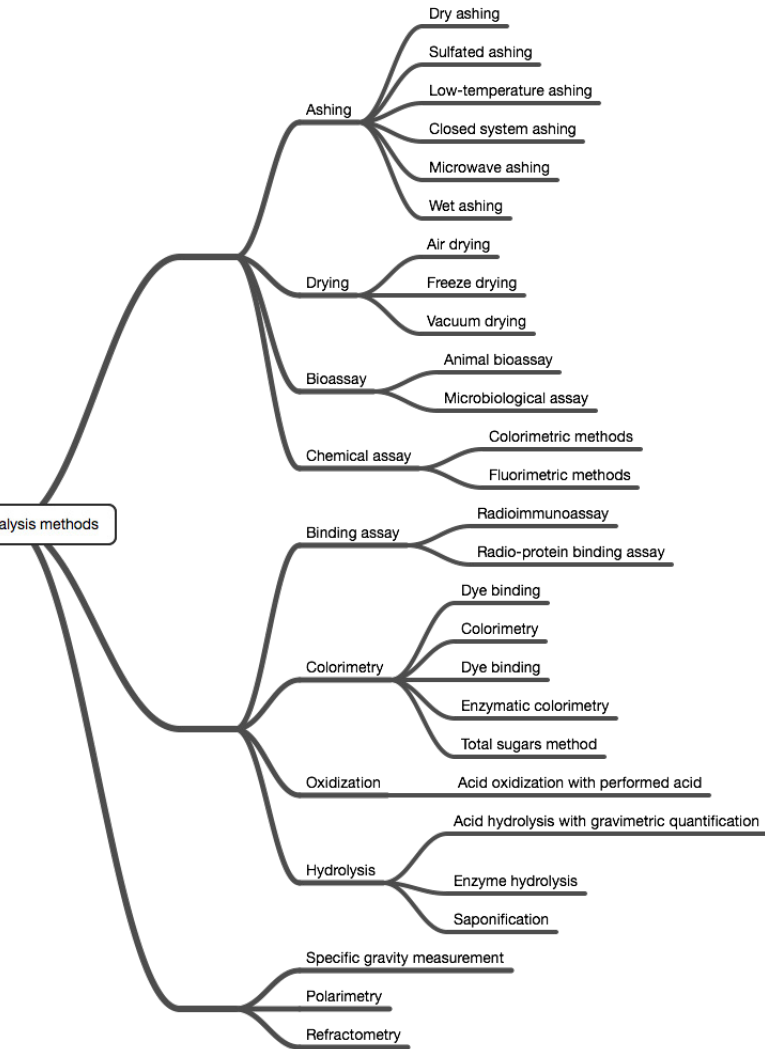 Dry ashing
Sulfated ashing
Low-temperature ashing
Ashing
Closed system ashing
Microwave ashing
Wet ashing
Air drying
Drying
Freeze drying
Vacuum drying
Animal bioassay
Bioassay
Microbiological assay
Colorimetric methods
Chemical assay
Fluorimetric methods
alysis methods
Radioimmunoassay
Binding assay
Radio-protein binding assay
Dye binding
Colorimetry
Colorimetry
Dye binding
Enzymatic colorimetry
Total sugars method
Oxidization
Acid oxidization with performed acid
Acid hydrolysis with gravimetric quantification
Hydrolysis
Enzyme hydrolysis
Saponification
Specific gravity measurement
Polarimetry
Refractometry